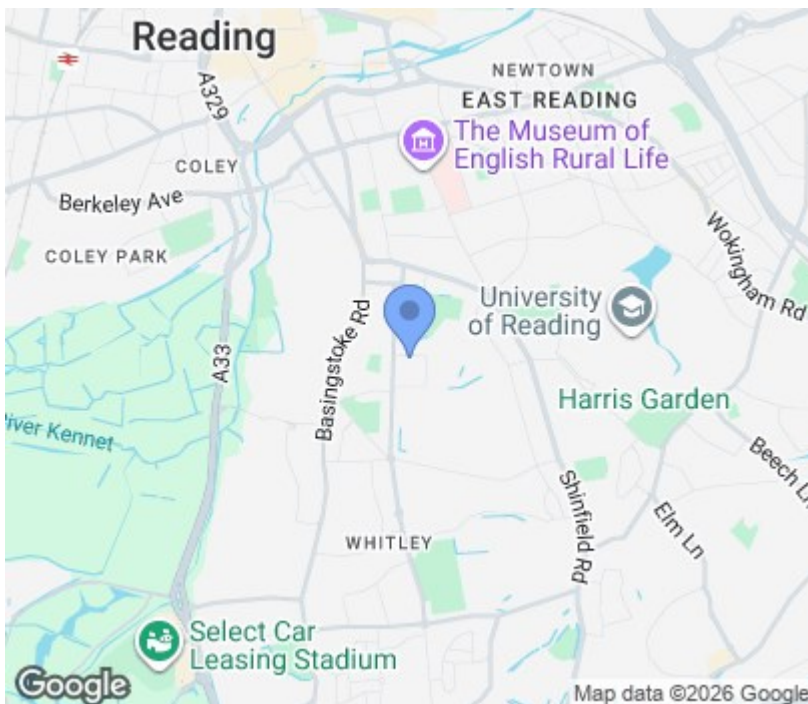 Reading
A329
NEWTOWN
EAST READING
The Museum of
English Rural Life
COLEY
Berkeley Ave
COLEY PARK
Wokingham Rd
University
of Reading
Basingstoke Rd
A33
Harris Garden
River Kennet
Beech Ln
Shinfield Rd
Elm Ln
WHITLEY
Select Car
Leasing Stadium
Google
Map data ©2026 Google